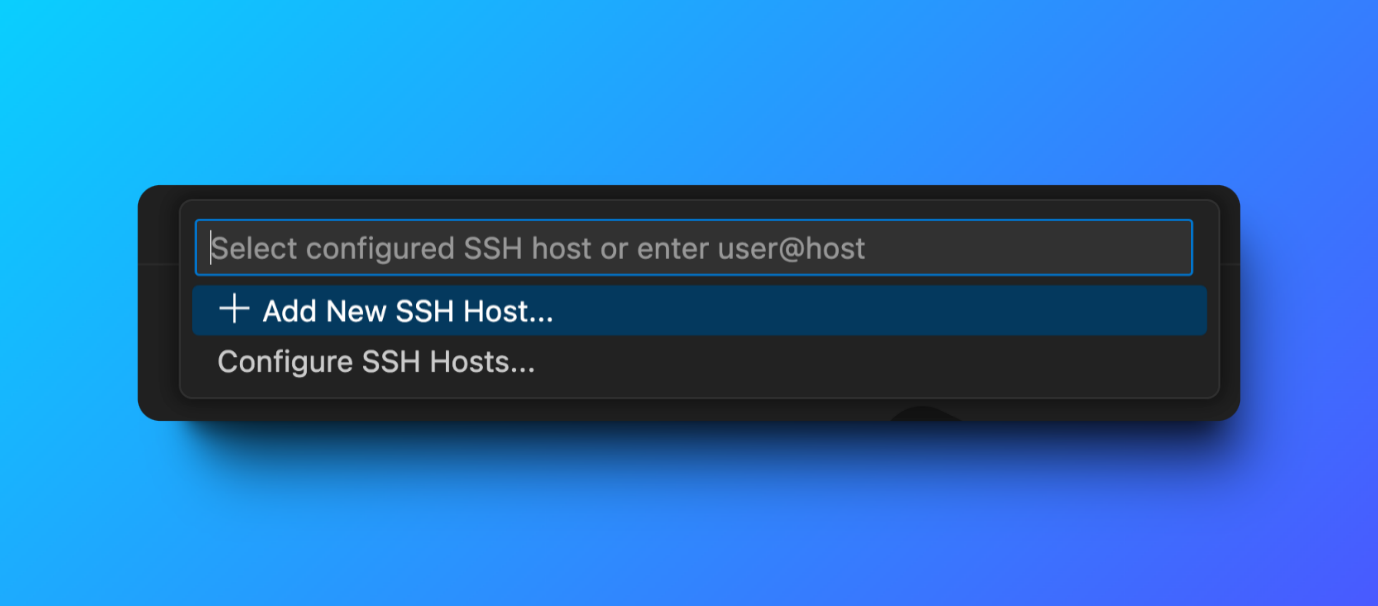 Select configured SSH host or enter user@host
+ Add New SSH Host...
Configure SSH Hosts...